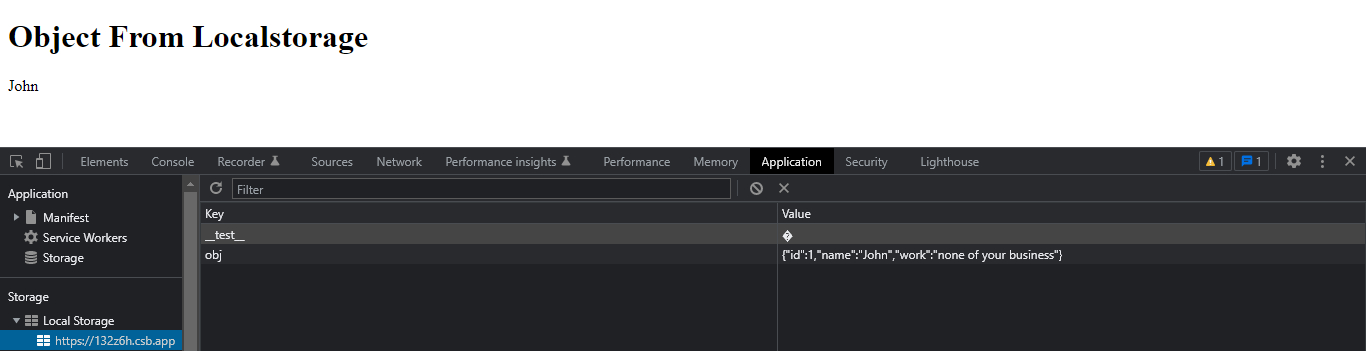 Object From Localstorage
John
Elements Console Recorder Sources Network Performance insights Performance Memory Application Security Lighthouse 1 1
Application
Manifest
Service Workers
Storage
Storage
Local Storage
https://132z6h.csb.app
Filter
Key Value
__test__ �
obj {"id":1,"name":"John","work":"none of your business"}